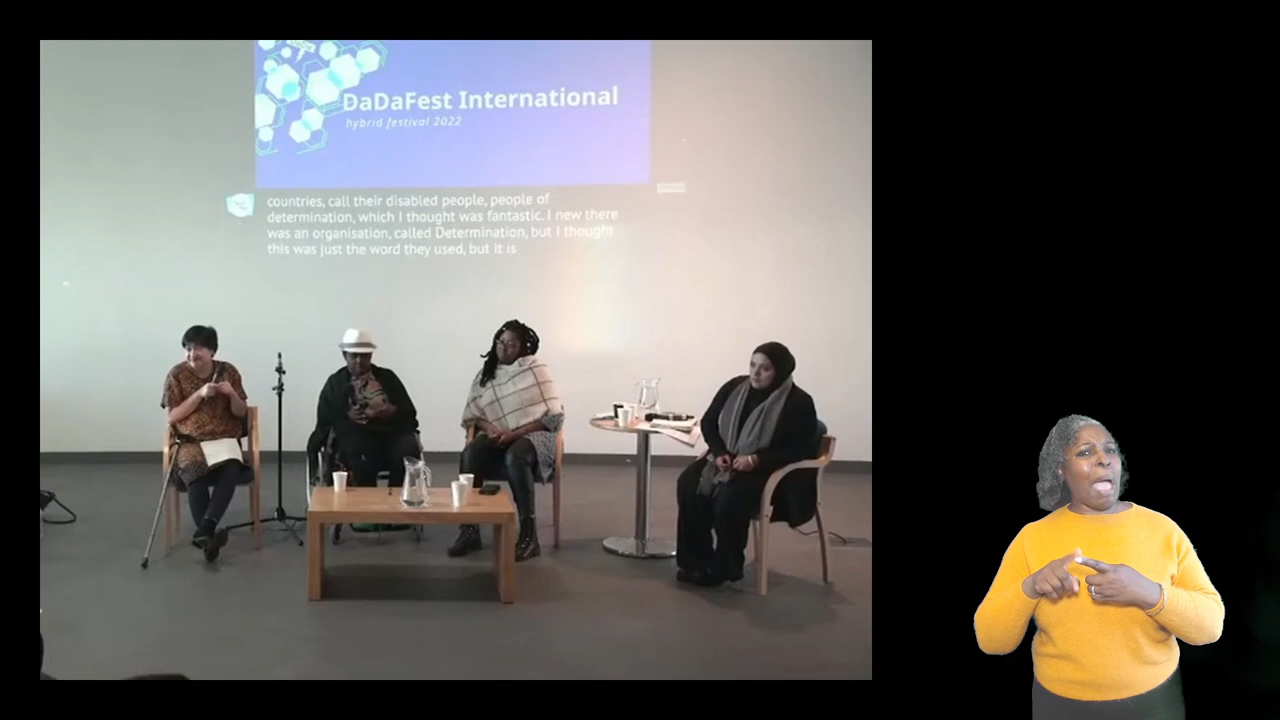 DaDaFest International
hybrid festival 2022
countries, call their disabled people, people of
determination, which I thought was fantastic. I new there
was an organisation, called Determination, but I thought
this was just the word they used, but it is